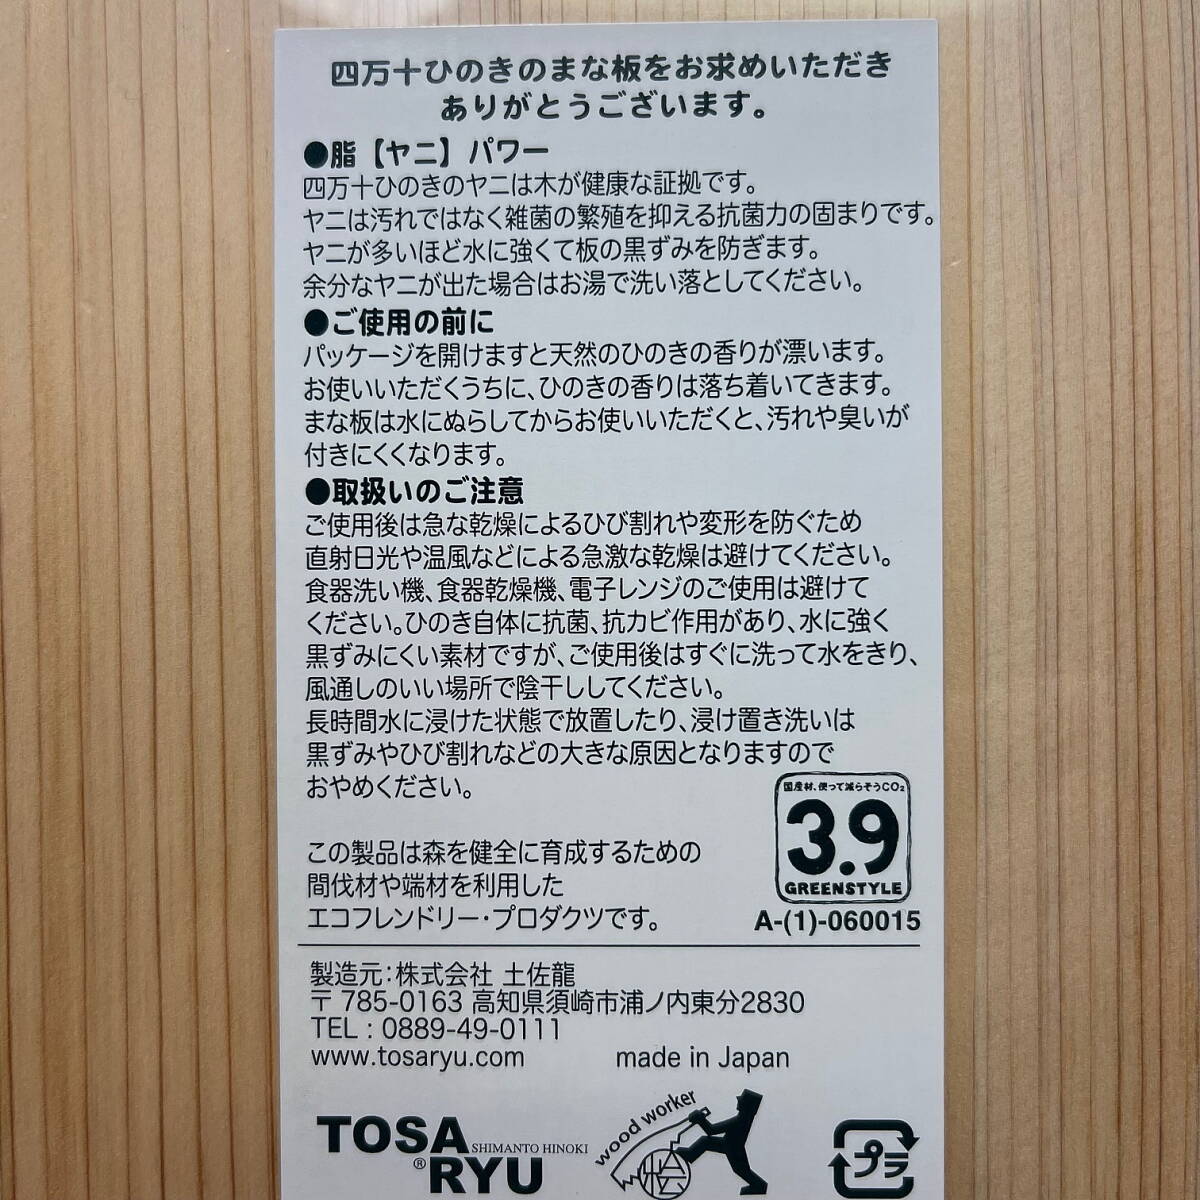 四万十ひのきのまな板をお求めいただき
ありがとうございます。
●脂【ヤニ】パワー
四万十ひのきのヤニは木が健康な証拠です。
ヤニは汚れではなく雑菌の繁殖を抑える抗菌力の固まりです。
ヤニが多いほど水に強くて板の黒ずみを防ぎます。
余分なヤニが出た場合はお湯で洗い落としてください。
●ご使用の前に
パッケージを開けますと天然のひのきの香りが漂います。
お使いいただくうちに、ひのきの香りは落ち着いてきます。
まな板は水にぬらしてからお使いいただくと、汚れや臭いが
付きにくくなります。
●取扱いのご注意
ご使用後は急な乾燥によるひび割れや変形を防ぐため
直射日光や温風などによる急激な乾燥は避けてください。
食器洗い機、食器乾燥機、電子レンジのご使用は避けて
ください。ひのき自体に抗菌、抗カビ作用があり、水に強く
黒ずみにくい素材ですが、ご使用後はすぐに洗って水をきり、
風通しのいい場所で陰干ししてください。
長時間水に浸けた状態で放置したり、浸け置き洗いは
黒ずみやひび割れなどの大きな原因となりますので
おやめください。
国産材、使って減らそうCO₂
3.9
GREENSTYLE
A-(1)-060015
この製品は森を健全に育成するための
間伐材や端材を利用した
エコフレンドリー・プロダクツです。
製造元:株式会社 土佐龍
〒785-0163 高知県須崎市浦ノ内東分2830
TEL : 0889-49-0111
www.tosaryu.com made in Japan
TOSA
SHIMANTO HINOKI
® RYU
wood worker
プラ